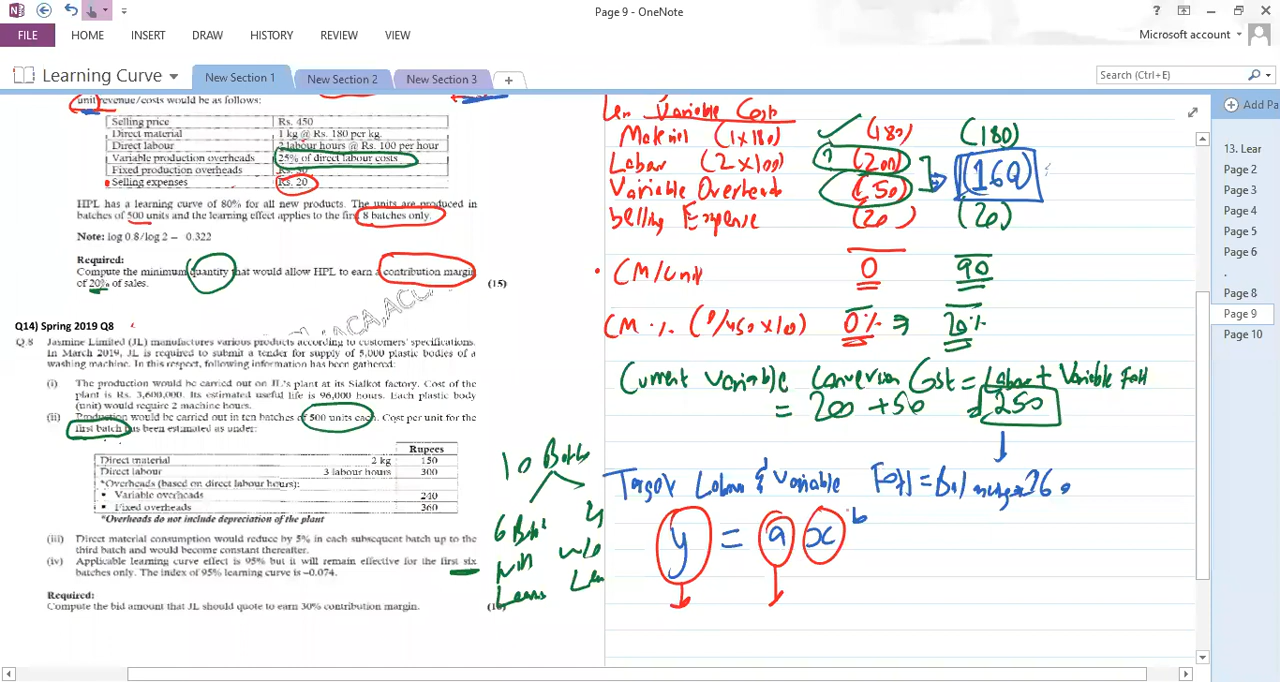 Page 9 - OneNote
FILE HOME INSERT DRAW HISTORY REVIEW VIEW
Microsoft account
Learning Curve
New Section 1 New Section 2 New Section 3
Search (Ctrl+E)
Add Pa
13. Lear
Page 2
Page 3
Page 4
Page 5
.
Page 8
Page 9
Page 10
unit revenue/costs would be as follows:
Selling price Rs. 450
Direct material 1 kg @ Rs. 180 per kg.
Direct labour 2 labour hours @ Rs. 100 per hour
Variable production overheads 25% of direct labour costs
Fixed production overheads Rs. 30
Selling expenses Rs. 20
HPL has a learning curve of 80% for all new products. The units are produced in
batches of 500 units and the learning effect applies to the first 8 batches only.
Note: log 0.8/log 2 = 0.322
Required:
Compute the minimum quantity that would allow HPL to earn a contribution margin
of 20% of sales. (15)
Q14) Spring 2019 Q8
Q.8 Jasmine Limited (JL) manufactures various products according to customers' specifications.
In March 2019, JL is required to submit a tender for supply of 5,000 plastic bodies of a
washing machine. In this respect, following information has been gathered:
(i) The production would be carried out on JL's plant at its Sialkot factory. Cost of the
plant is Rs. 3,600,000. Its estimated useful life is 96,000 hours. Each plastic body
(unit) would require 2 machine hours.
(ii) Production would be carried out in ten batches of 500 units each. Cost per unit for the
first batch has been estimated as under:
Rupees
Direct material 2 kg 150
Direct labour 3 labour hours 300
*Overheads (based on direct labour hours):
• Variable overheads 240
• Fixed overheads 360
*Overheads do not include depreciation of the plant
(iii) Direct material consumption would reduce by 5% in each subsequent batch up to the
third batch and would become constant thereafter.
(iv) Applicable learning curve effect is 95% but it will remain effective for the first six
batches only. The index of 95% learning curve is -0.074.
Required:
Compute the bid amount that JL should quote to earn 30% contribution margin.
Variable Cost
Material (1x180) (180) (180)
Labar (2x100) (200) (160)
Variable Overheads (50)
Selling Expense (20) (20)
CM/unit 0 90
CM % (0/450x100) 0% 20%
Current Variable Conversion Cost = Labar + Variable FOH
= 200 + 50 = 250
Target Labar & Variable FOH =
y = a x b
10
6